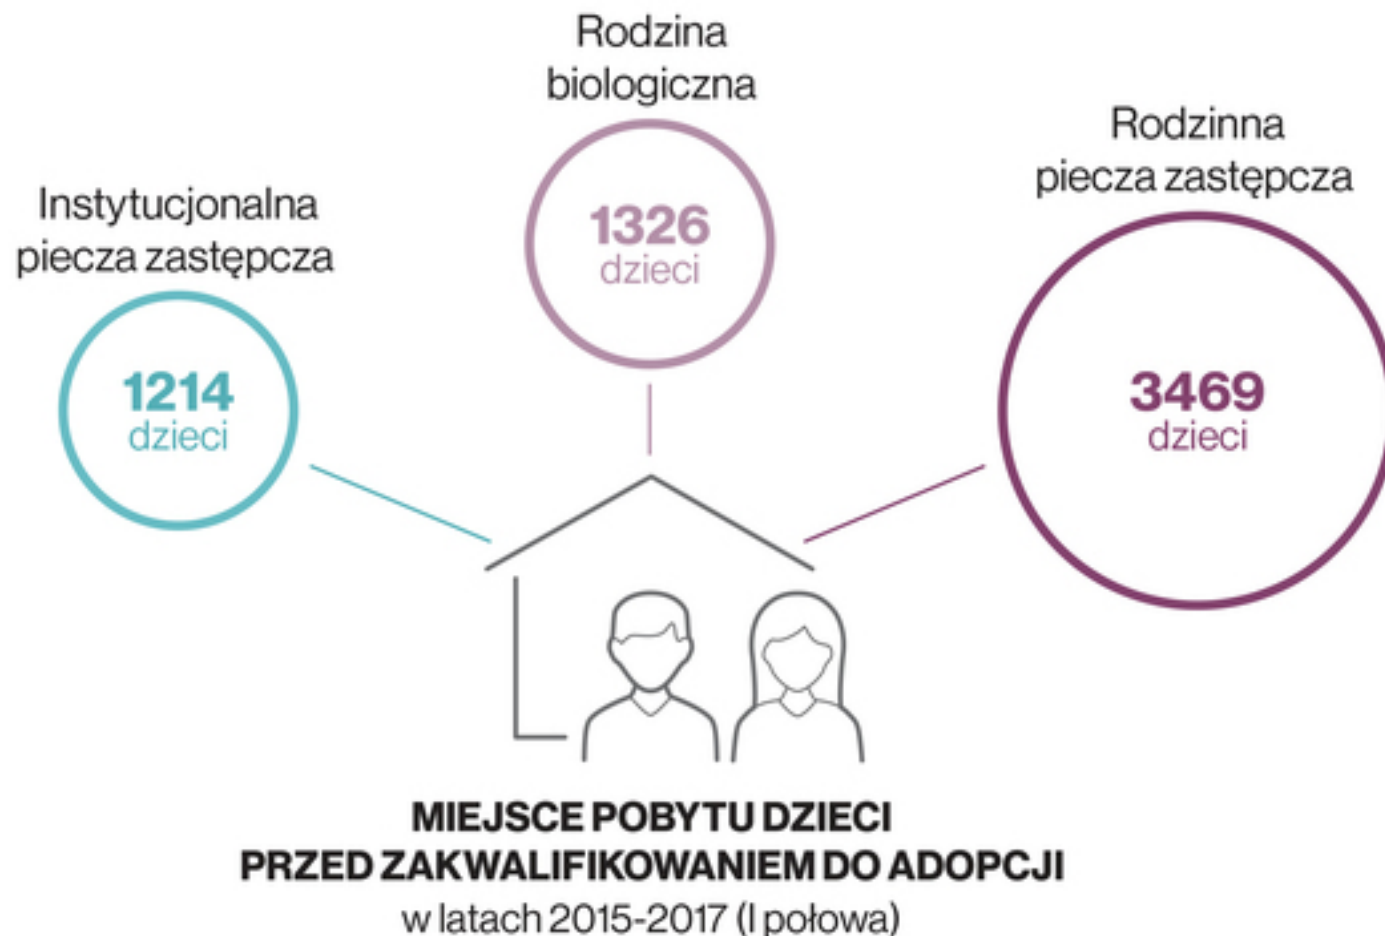 Rodzina
biologiczna
1326
dzieci
Rodzinna
piecza zastępcza
3469
dzieci
Instytucjonalna
piecza zastępcza
1214
dzieci
MIEJSCE POBYTU DZIECI
PRZED ZAKWALIFIKOWANIEM DO ADOPCJI
w latach 2015-2017 (I połowa)